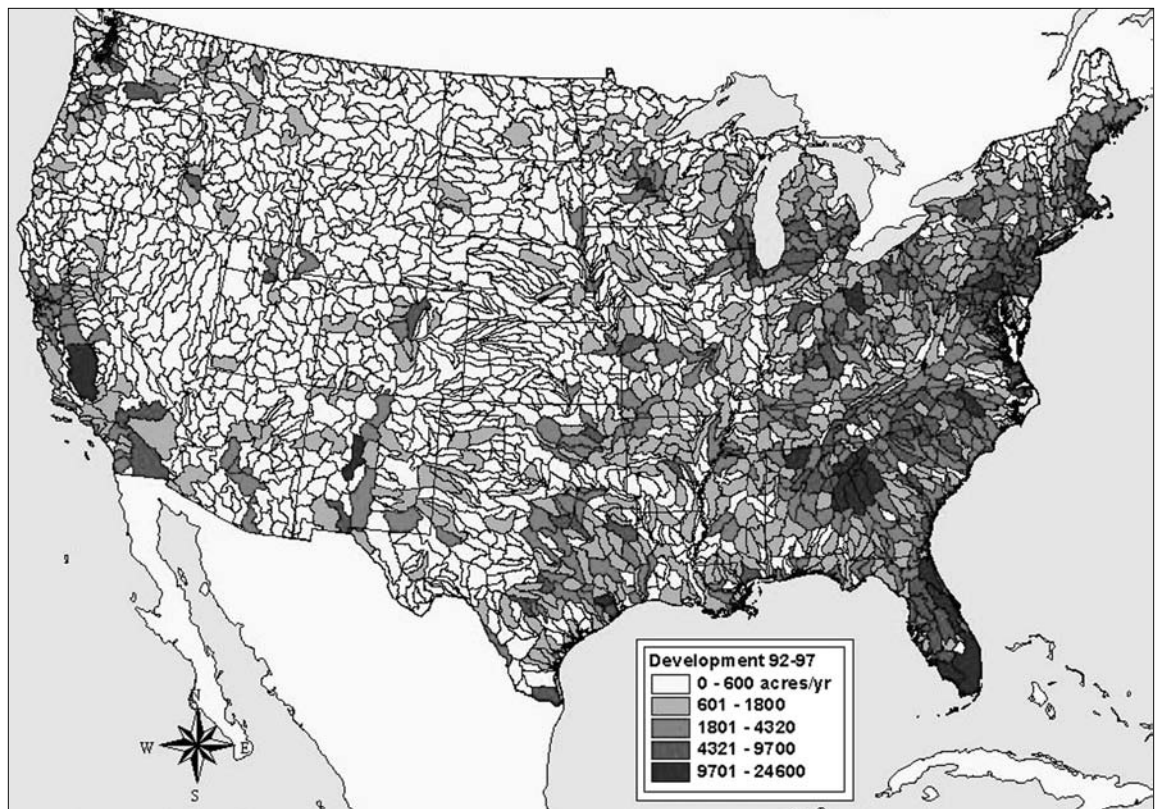 Development 92-97
0 - 600 acres/yr
601 - 1800
1801 - 4320
4321 - 9700
9701 - 24600
N
W E
S